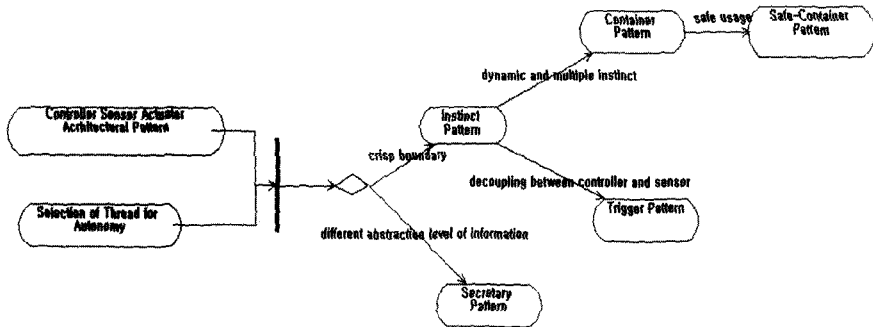 Container
Pattern
safe usage
Safe-Container
Pattern
dynamic and multiple instinct
Controller Sensor Actuator
Acrhitectural Pattern
Instinct
Pattern
crisp boundary
decoupling between controller and sensor
Trigger Pattern
Selection of Thread for
Autonomy
different abstraction level of information
Secretary
Pattern